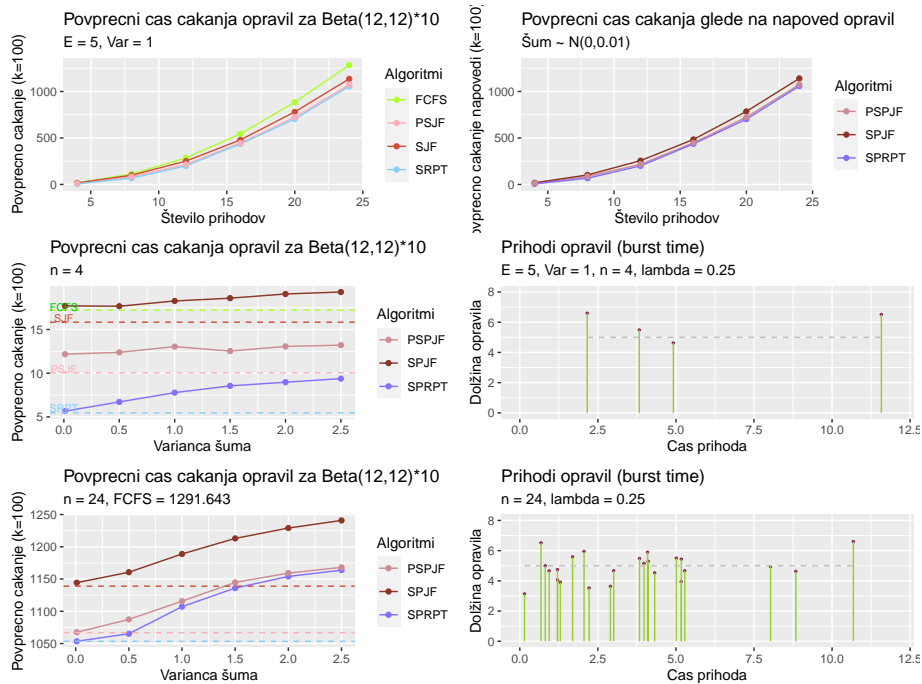 Povprecni cas cakanja opravil za Beta(12,12)*10
E = 5, Var = 1
Povprecno cakanje (k=100)
1000
500
0
5
10
15
20
25
Število prihodov
Algoritmi
FCFS
PSJF
SJF
SRPT
Povprecni cas cakanja glede na napoved opravil
Šum ~ N(0,0.01)
ovprecno cakanje napovedi (k=100)
1000
500
0
5
10
15
20
25
Število prihodov
Algoritmi
PSPJF
SPJF
SPRPT
Povprecni cas cakanja opravil za Beta(12,12)*10
n = 4
Povprecno cakanje (k=100)
15
10
5
FCFS
SJF
PSJF
SRPT
0.0
0.5
1.0
1.5
2.0
2.5
Varianca šuma
Algoritmi
PSPJF
SPJF
SPRPT
Prihodi opravil (burst time)
E = 5, Var = 1, n = 4, lambda = 0.25
Dožina opravila
8
6
4
2
0
0.0
2.5
5.0
7.5
10.0
12.5
Cas prihoda
Povprecni cas cakanja opravil za Beta(12,12)*10
n = 24, FCFS = 1291.643
Povprecno cakanje (k=100)
1250
1200
1150
1100
1050
0.0
0.5
1.0
1.5
2.0
2.5
Varianca šuma
Algoritmi
PSPJF
SPJF
SPRPT
Prihodi opravil (burst time)
n = 24, lambda = 0.25
Dolžina opravila
8
6
4
2
0
0.0
2.5
5.0
7.5
10.0
12.5
Cas prihoda